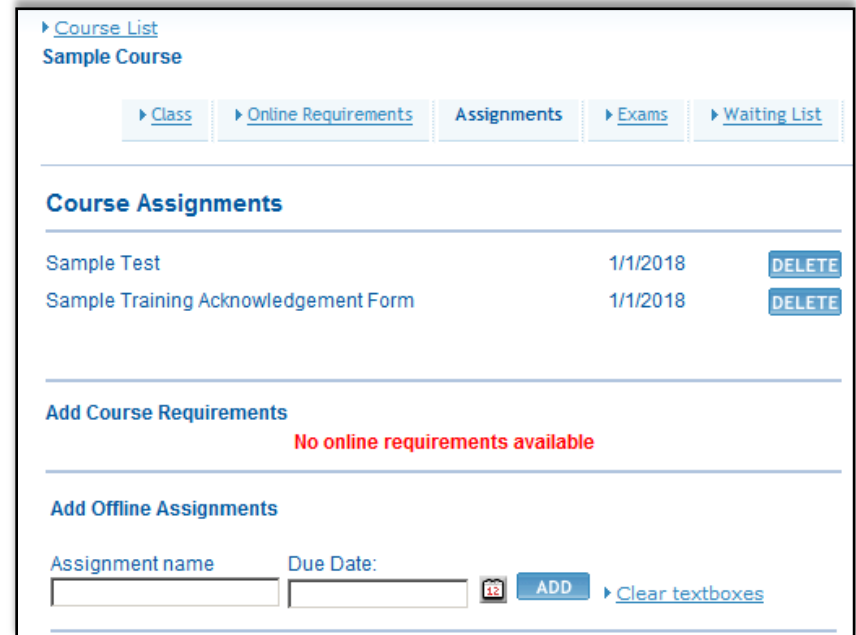 Course List
Sample Course
Class Online Requirements Assignments Exams Waiting List
Course Assignments
Sample Test 1/1/2018 DELETE
Sample Training Acknowledgement Form 1/1/2018 DELETE
Add Course Requirements
No online requirements available
Add Offline Assignments
Assignment name Due Date:
12 ADD Clear textboxes